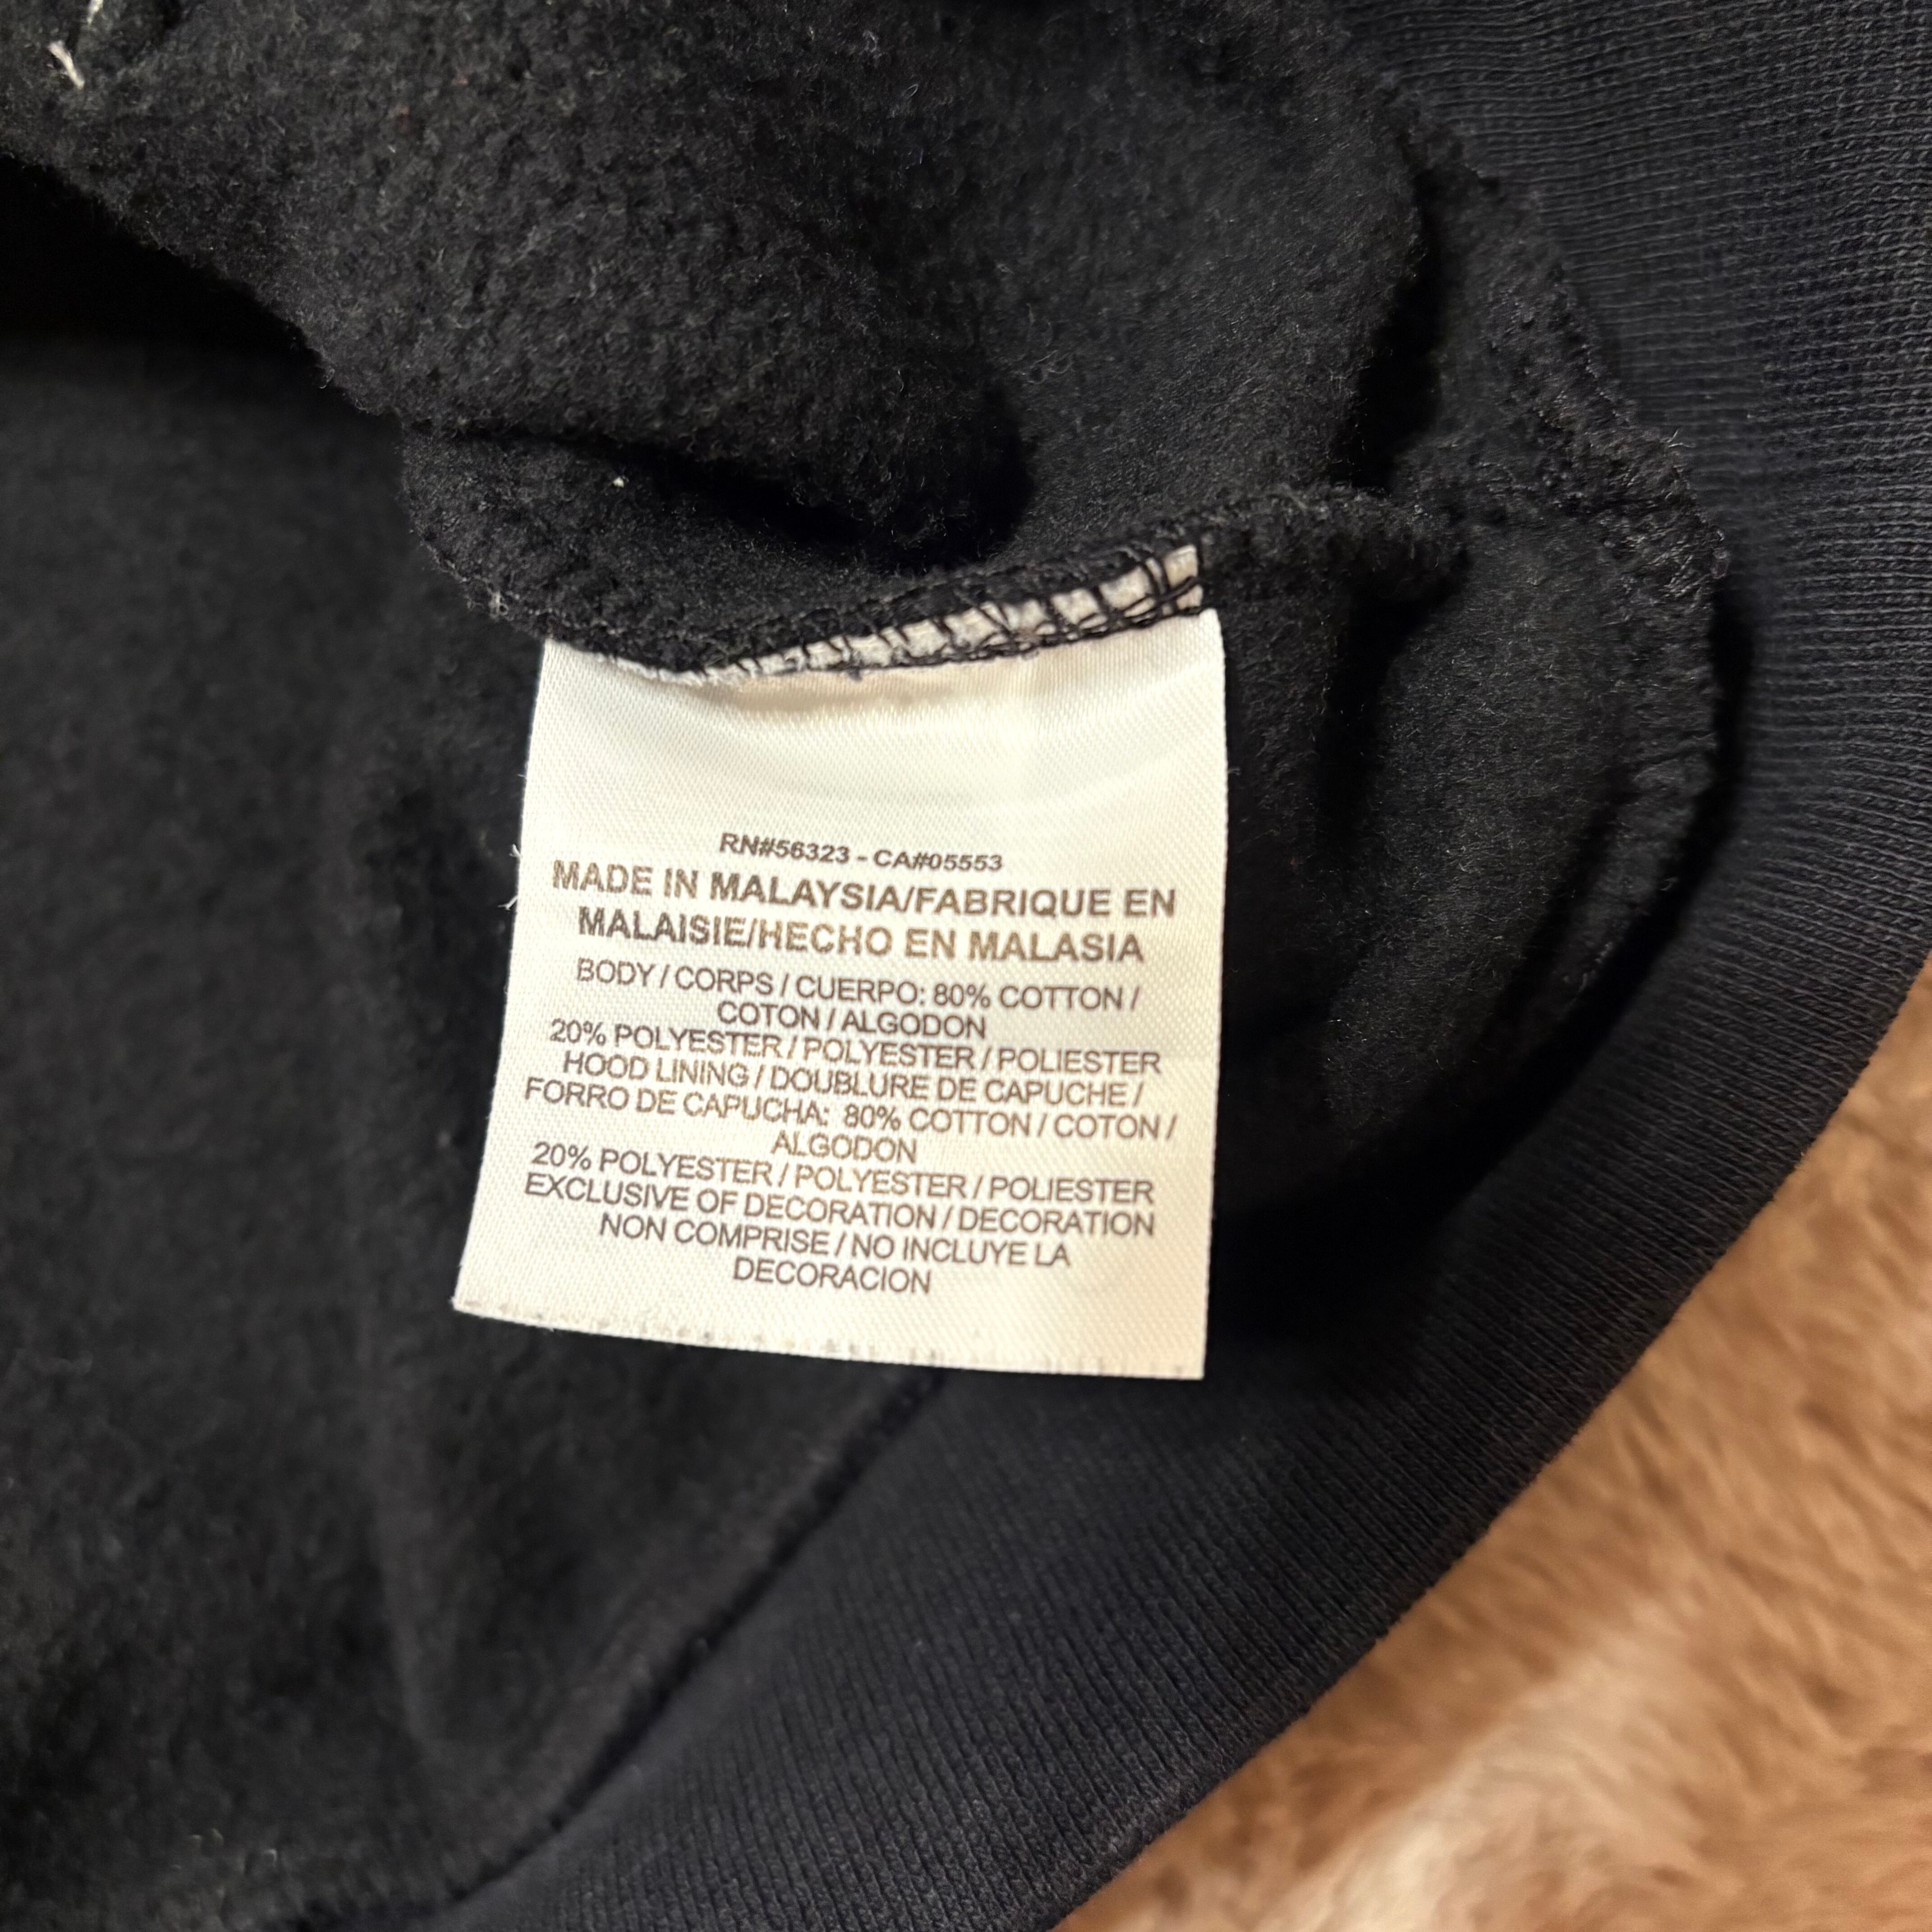 RN#56323 - CA#05553
MADE IN MALAYSIA/FABRIQUE EN
MALAISIE/HECHO EN MALASIA
BODY / CORPS / CUERPO: 80% COTTON /
COTON / ALGODON
20% POLYESTER / POLYESTER / POLIESTER
HOOD LINING / DOUBLURE DE CAPUCHE /
FORRO DE CAPUCHA: 80% COTTON / COTON /
ALGODON
20% POLYESTER / POLYESTER / POLIESTER
EXCLUSIVE OF DECORATION / DECORATION
NON COMPRISE / NO INCLUYE LA
DECORACION